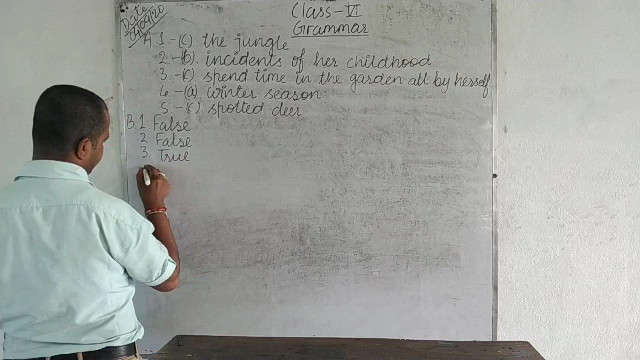 Date
Class-VI
Grammar
A. 1 - (c) the jungle
2 - (b). incidents of her childhood
3 - (c) spend time in the garden all by herself
4 - (a) winter season
5 - (c) spotted deer
B. 1 False
2 False
3. True